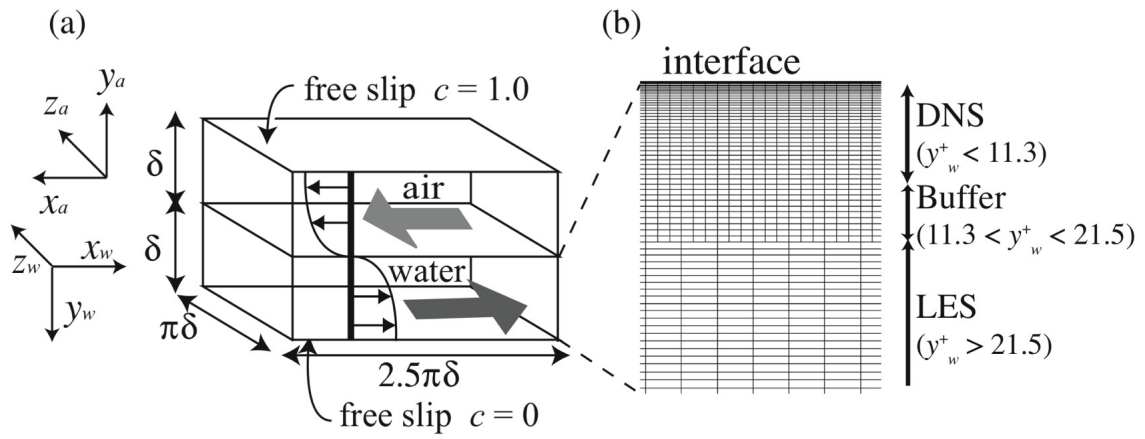 (a)
y_a
z_a
x_a
z_w
x_w
y_w
free slip c = 1.0
δ
δ
air
water
πδ
2.5πδ
free slip c = 0
(b)
interface
DNS
(y⁺_w < 11.3)
Buffer
(11.3 < y⁺_w < 21.5)
LES
(y⁺_w > 21.5)